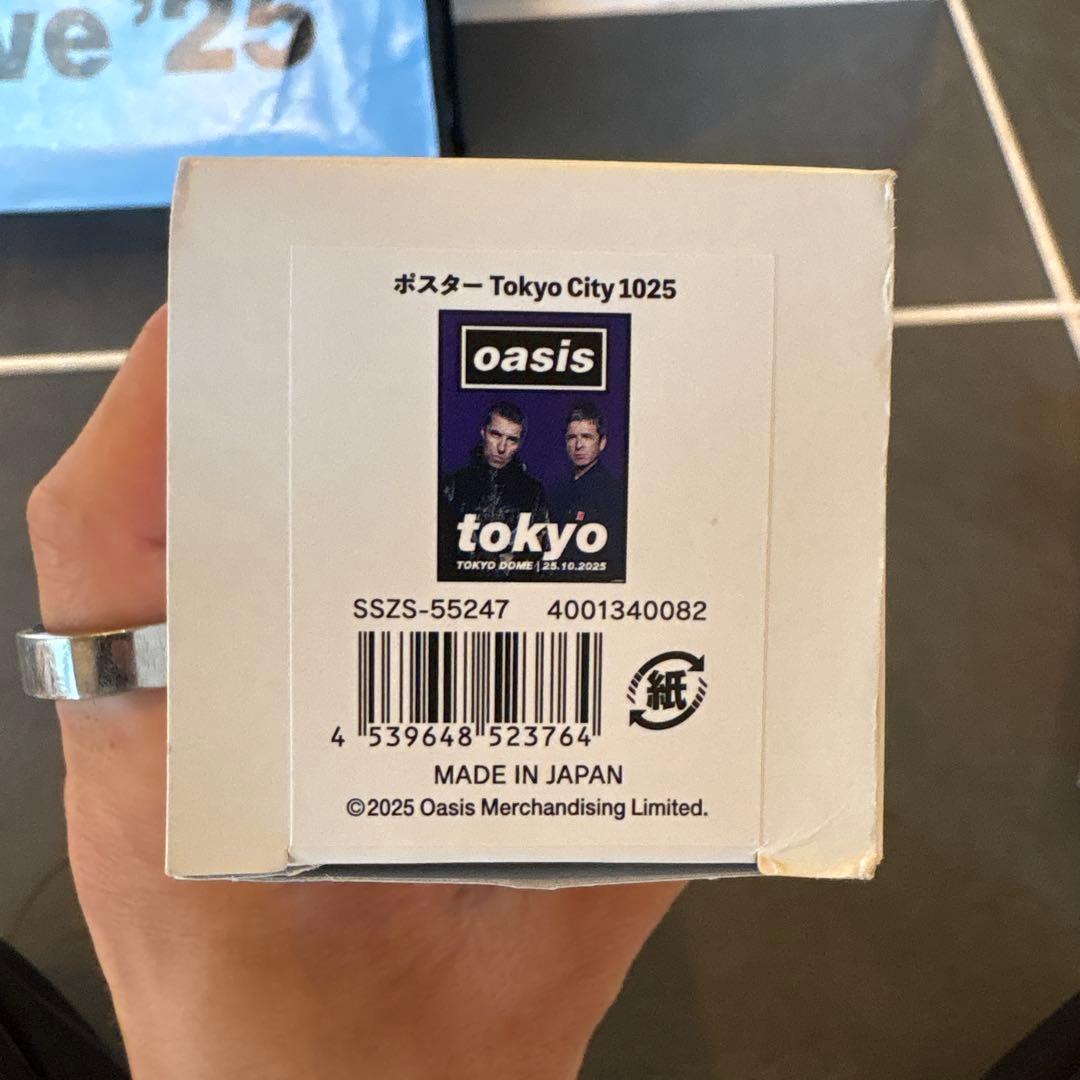 ve '25
ポスター Tokyo City 1025
oasis
tokyo
TOKYO DOME | 25.10.2025
SSZS-55247 4001340082
紙
4 539648 523764
MADE IN JAPAN
©2025 Oasis Merchandising Limited.